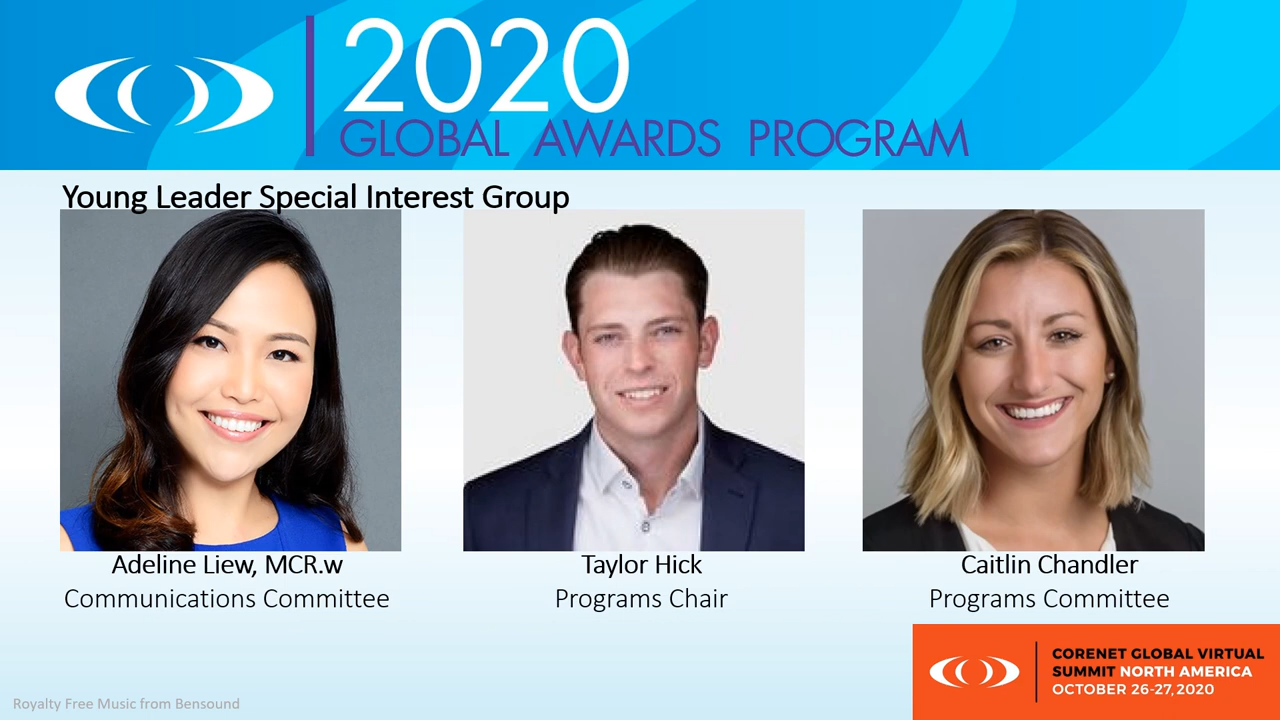 2020
GLOBAL AWARDS PROGRAM
Young Leader Special Interest Group
Adeline Liew, MCR.w
Communications Committee
Taylor Hick
Programs Chair
Caitlin Chandler
Programs Committee
CORENET GLOBAL VIRTUAL
SUMMIT NORTH AMERICA
OCTOBER 26-27, 2020
Royalty Free Music from Bensound